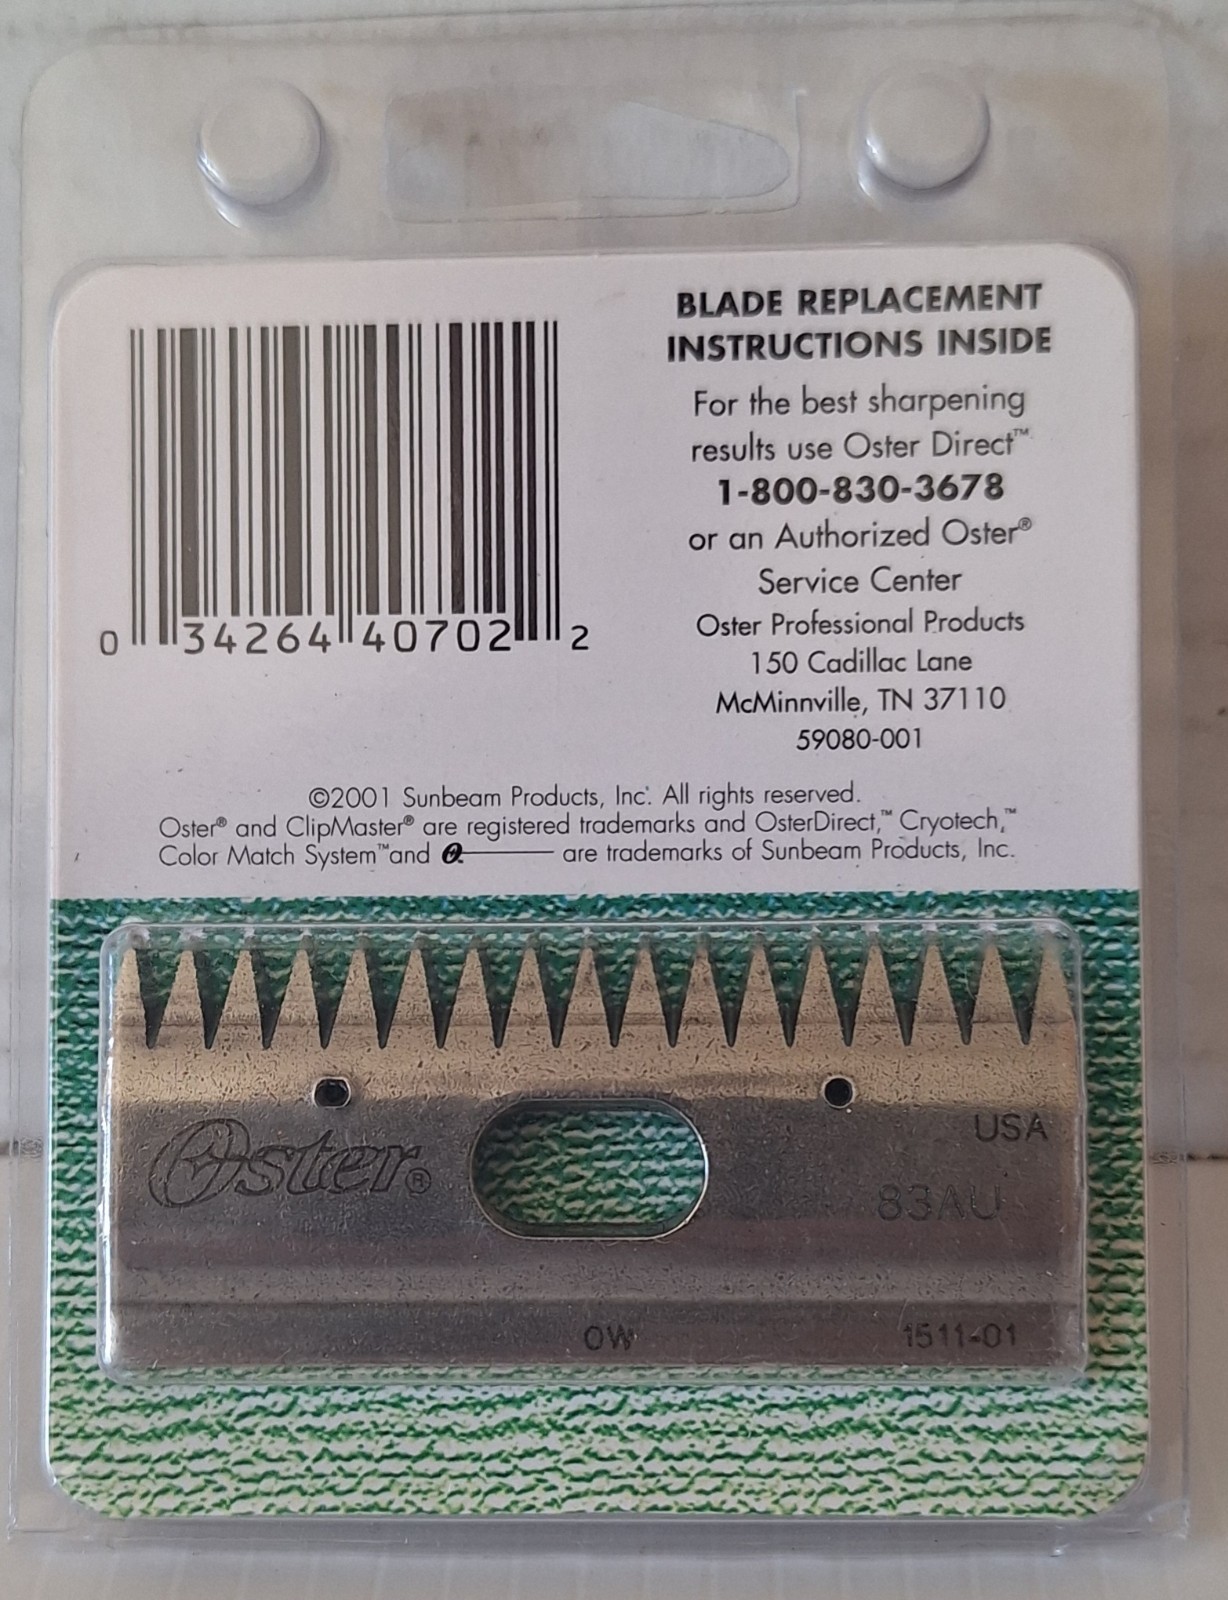 BLADE REPLACEMENT
INSTRUCTIONS INSIDE
For the best sharpening
results use Oster Direct™
1-800-830-3678
or an Authorized Oster®
Service Center
Oster Professional Products
150 Cadillac Lane
McMinnville, TN 37110
59080-001
0 34264 40702 2
©2001 Sunbeam Products, Inc. All rights reserved.
Oster® and ClipMaster® are registered trademarks and OsterDirect,™ Cryotech,™
Color Match System™and O are trademarks of Sunbeam Products, Inc.
USA
Oster®
83AU
OW
1511-01